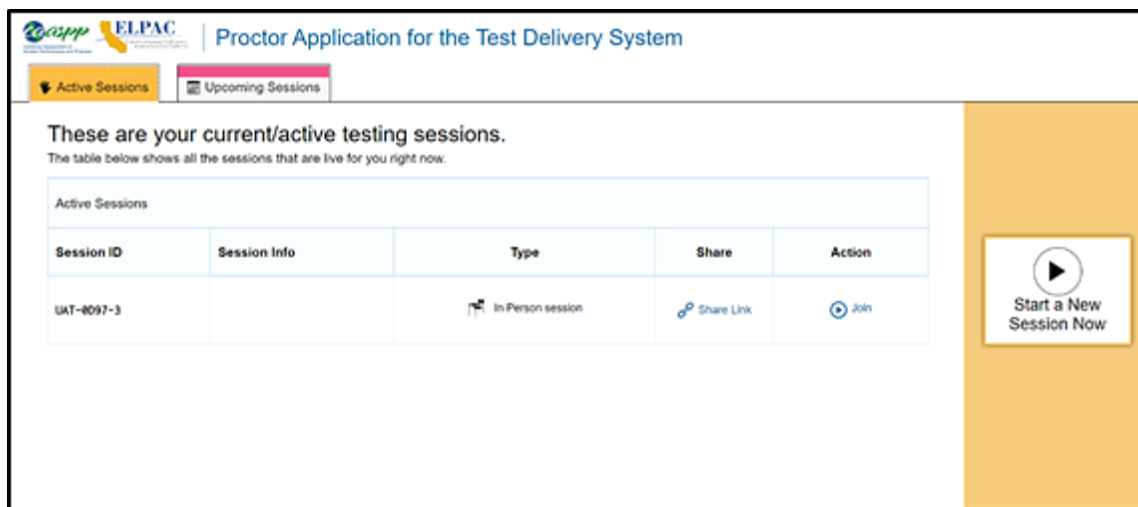 caaspp
ELPAC
Proctor Application for the Test Delivery System
Active Sessions
Upcoming Sessions
These are your current/active testing sessions.
The table below shows all the sessions that are live for you right now.
Active Sessions
Session ID Session Info Type Share Action
UAT-0D97-3 In Person session Share Link Join
Start a New
Session Now